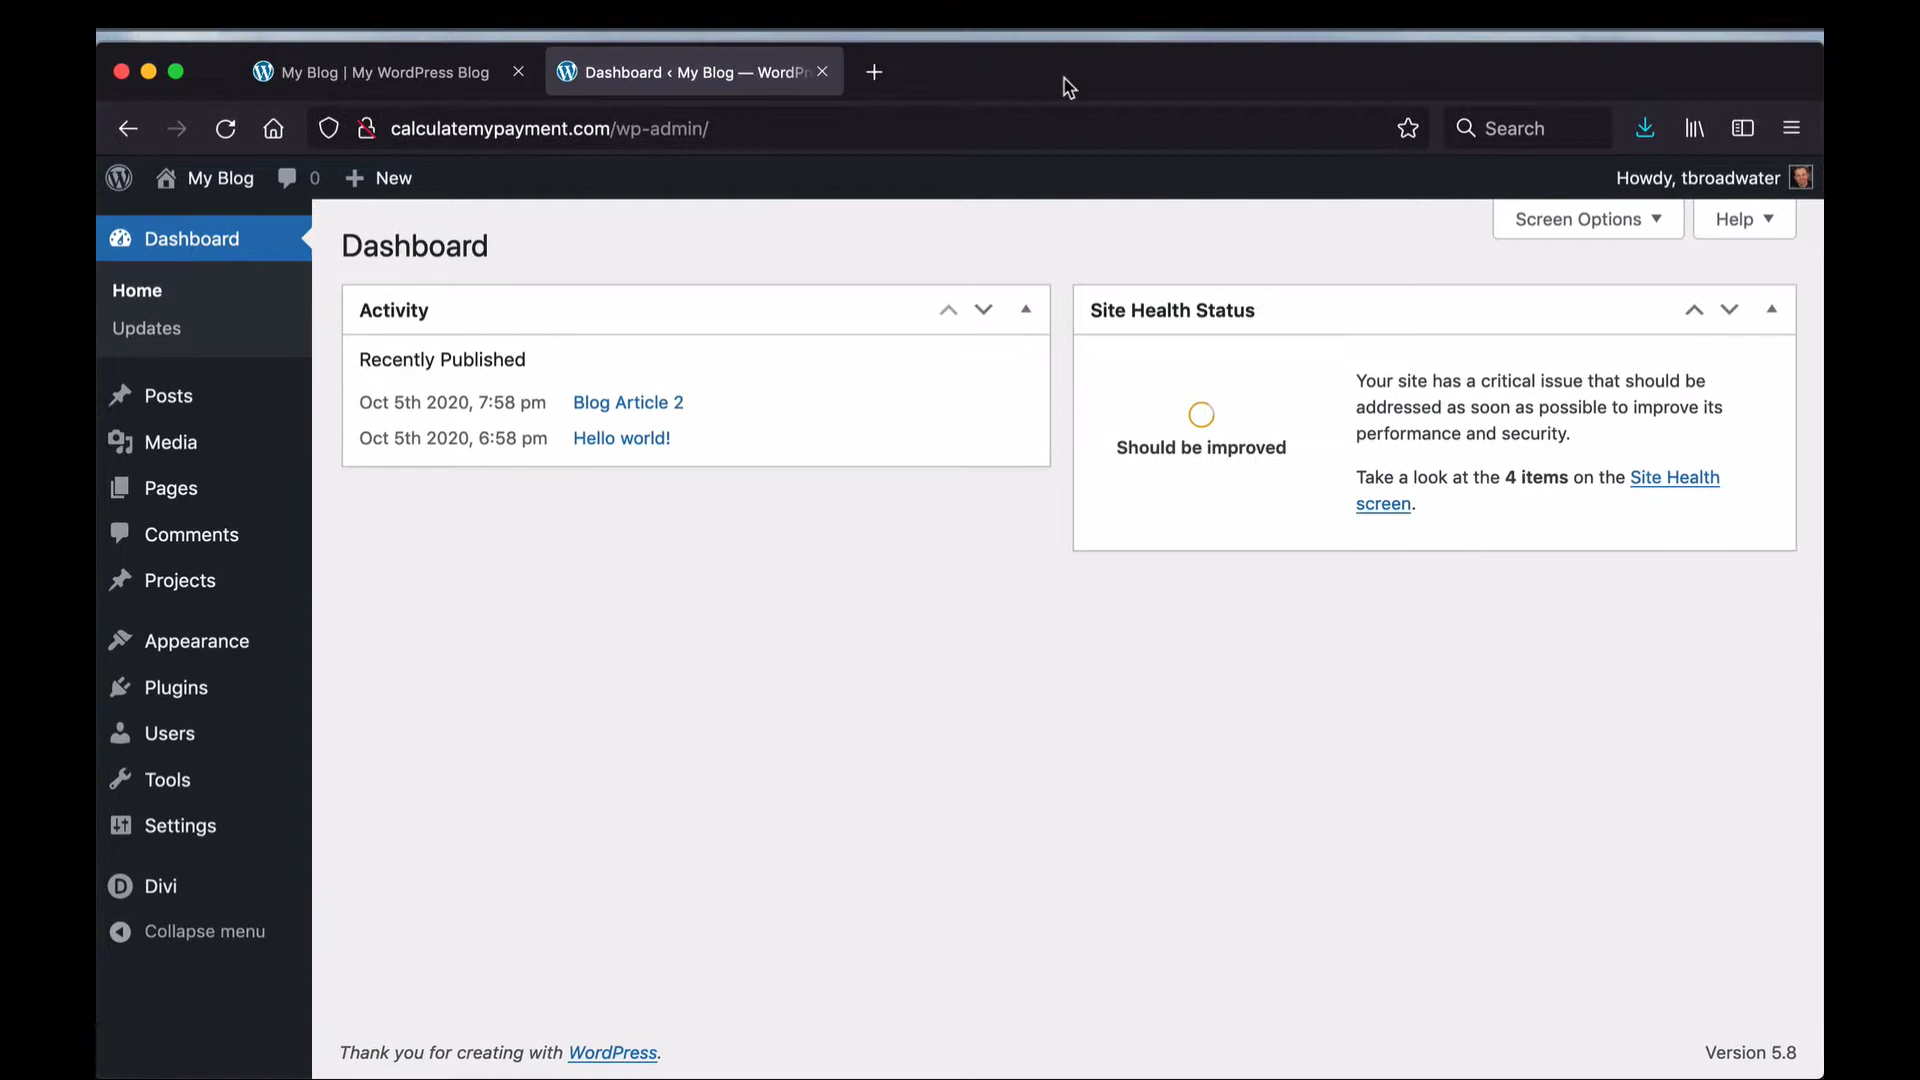 My Blog | My WordPress Blog
Dashboard ‹ My Blog — WordPr
calculatemypayment.com/wp-admin/
Search
My Blog
0
New
Howdy, tbroadwater
Dashboard
Home
Updates
Posts
Media
Pages
Comments
Projects
Appearance
Plugins
Users
Tools
Settings
Divi
Collapse menu
Screen Options
Help
Dashboard
Activity
Recently Published
Oct 5th 2020, 7:58 pm Blog Article 2
Oct 5th 2020, 6:58 pm Hello world!
Site Health Status
Should be improved
Your site has a critical issue that should be
addressed as soon as possible to improve its
performance and security.
Take a look at the 4 items on the Site Health
screen.
Thank you for creating with WordPress.
Version 5.8